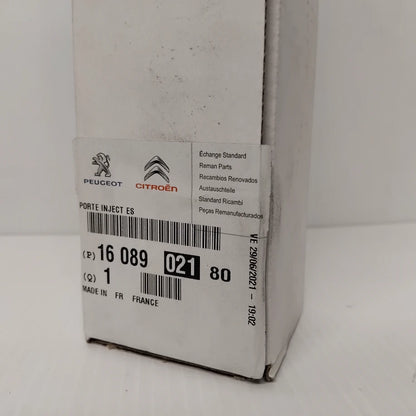 PEUGEOT
CITROËN
Échange Standard
Reman Parts
Recambios Renovados
Austauschteile
Standard Ricambi
Peças Remanufacturados
PORTE INJECT ES
(P) 16 089 021 80
(Q) 1
MADE IN FR FRANCE
VE 29/06/2021 - 19:02